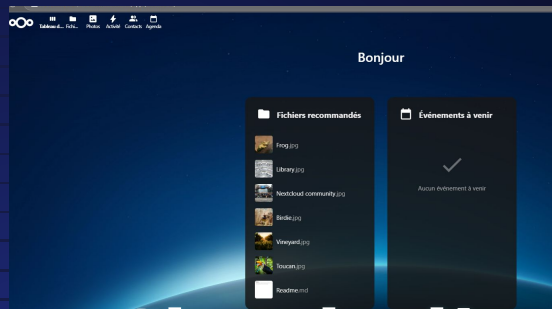 Tableau d... Fichi... Photos Activité Contacts Agenda
Bonjour
Fichiers recommandés
Frog.jpg
Library.jpg
Nextcloud community.jpg
Birdie.jpg
Vineyard.jpg
Toucan.jpg
Readme.md
Événements à venir
Aucun événement à venir